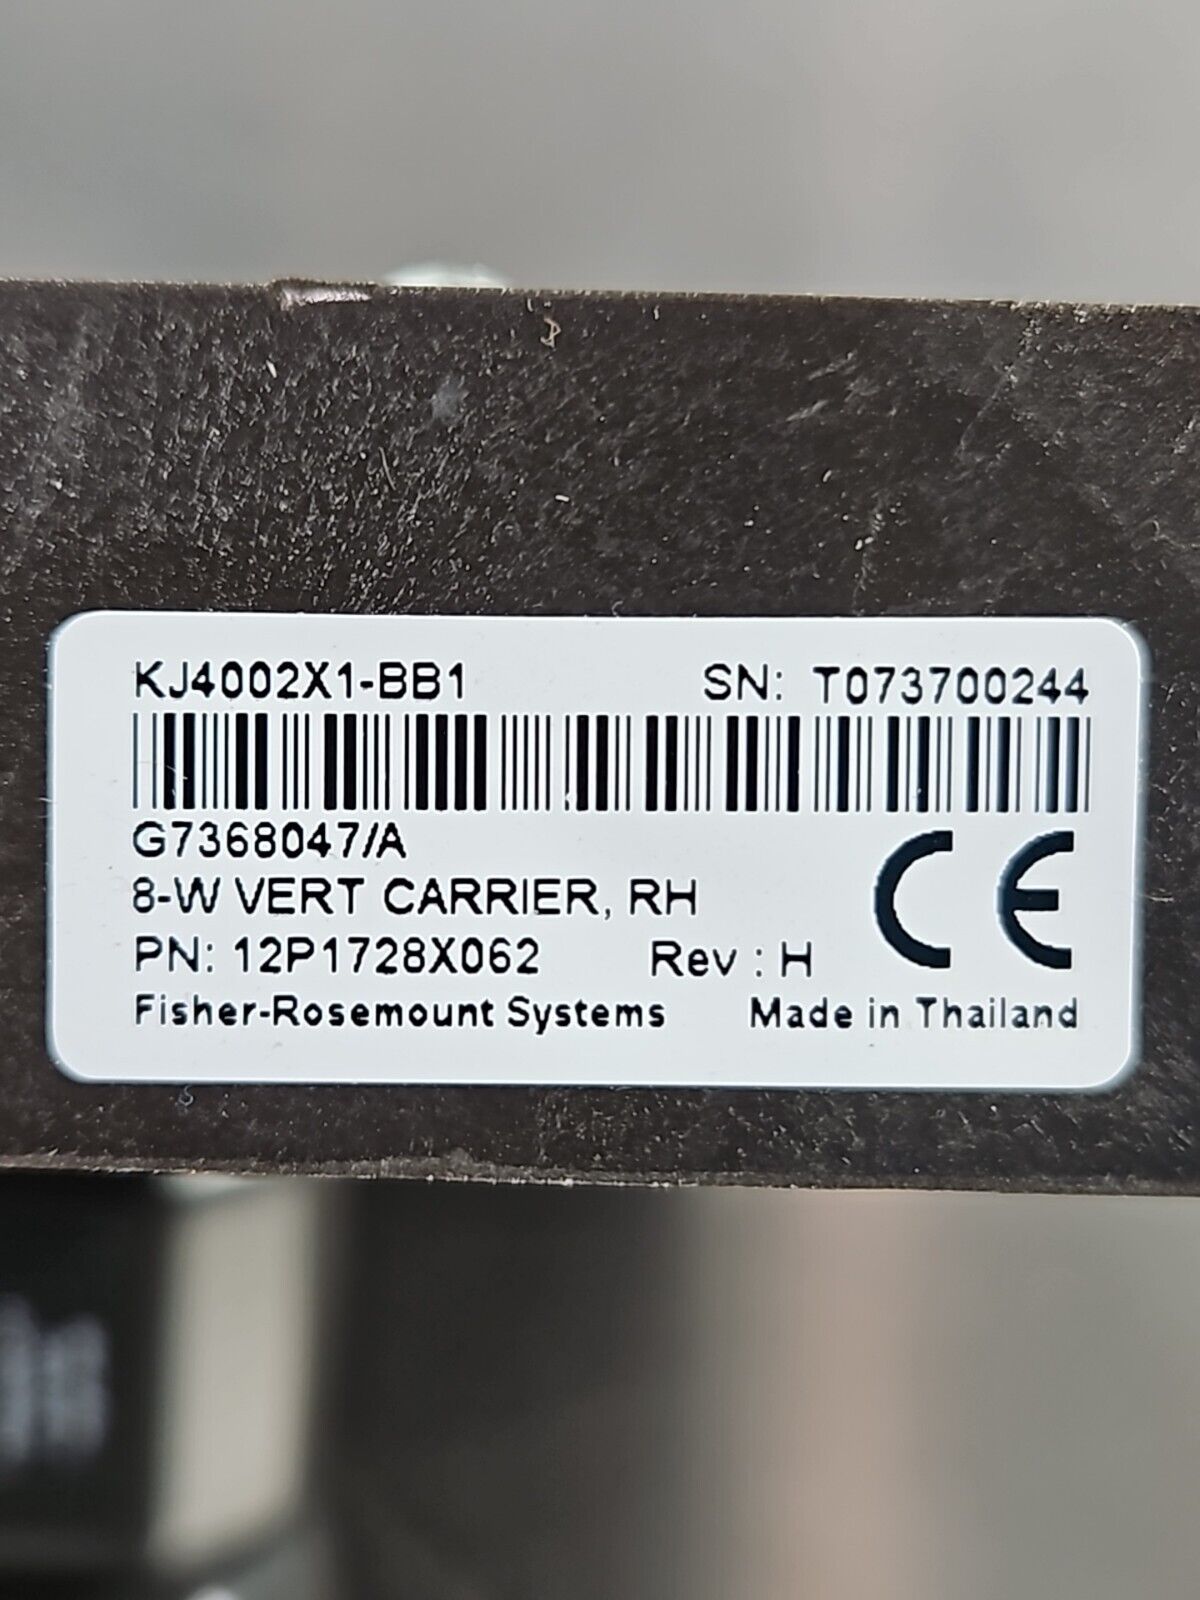 KJ4002X1-BB1 SN: T073700244
G7368047/A
8-W VERT CARRIER, RH
PN: 12P1728X062 Rev : H
Fisher-Rosemount Systems Made in Thailand
CE